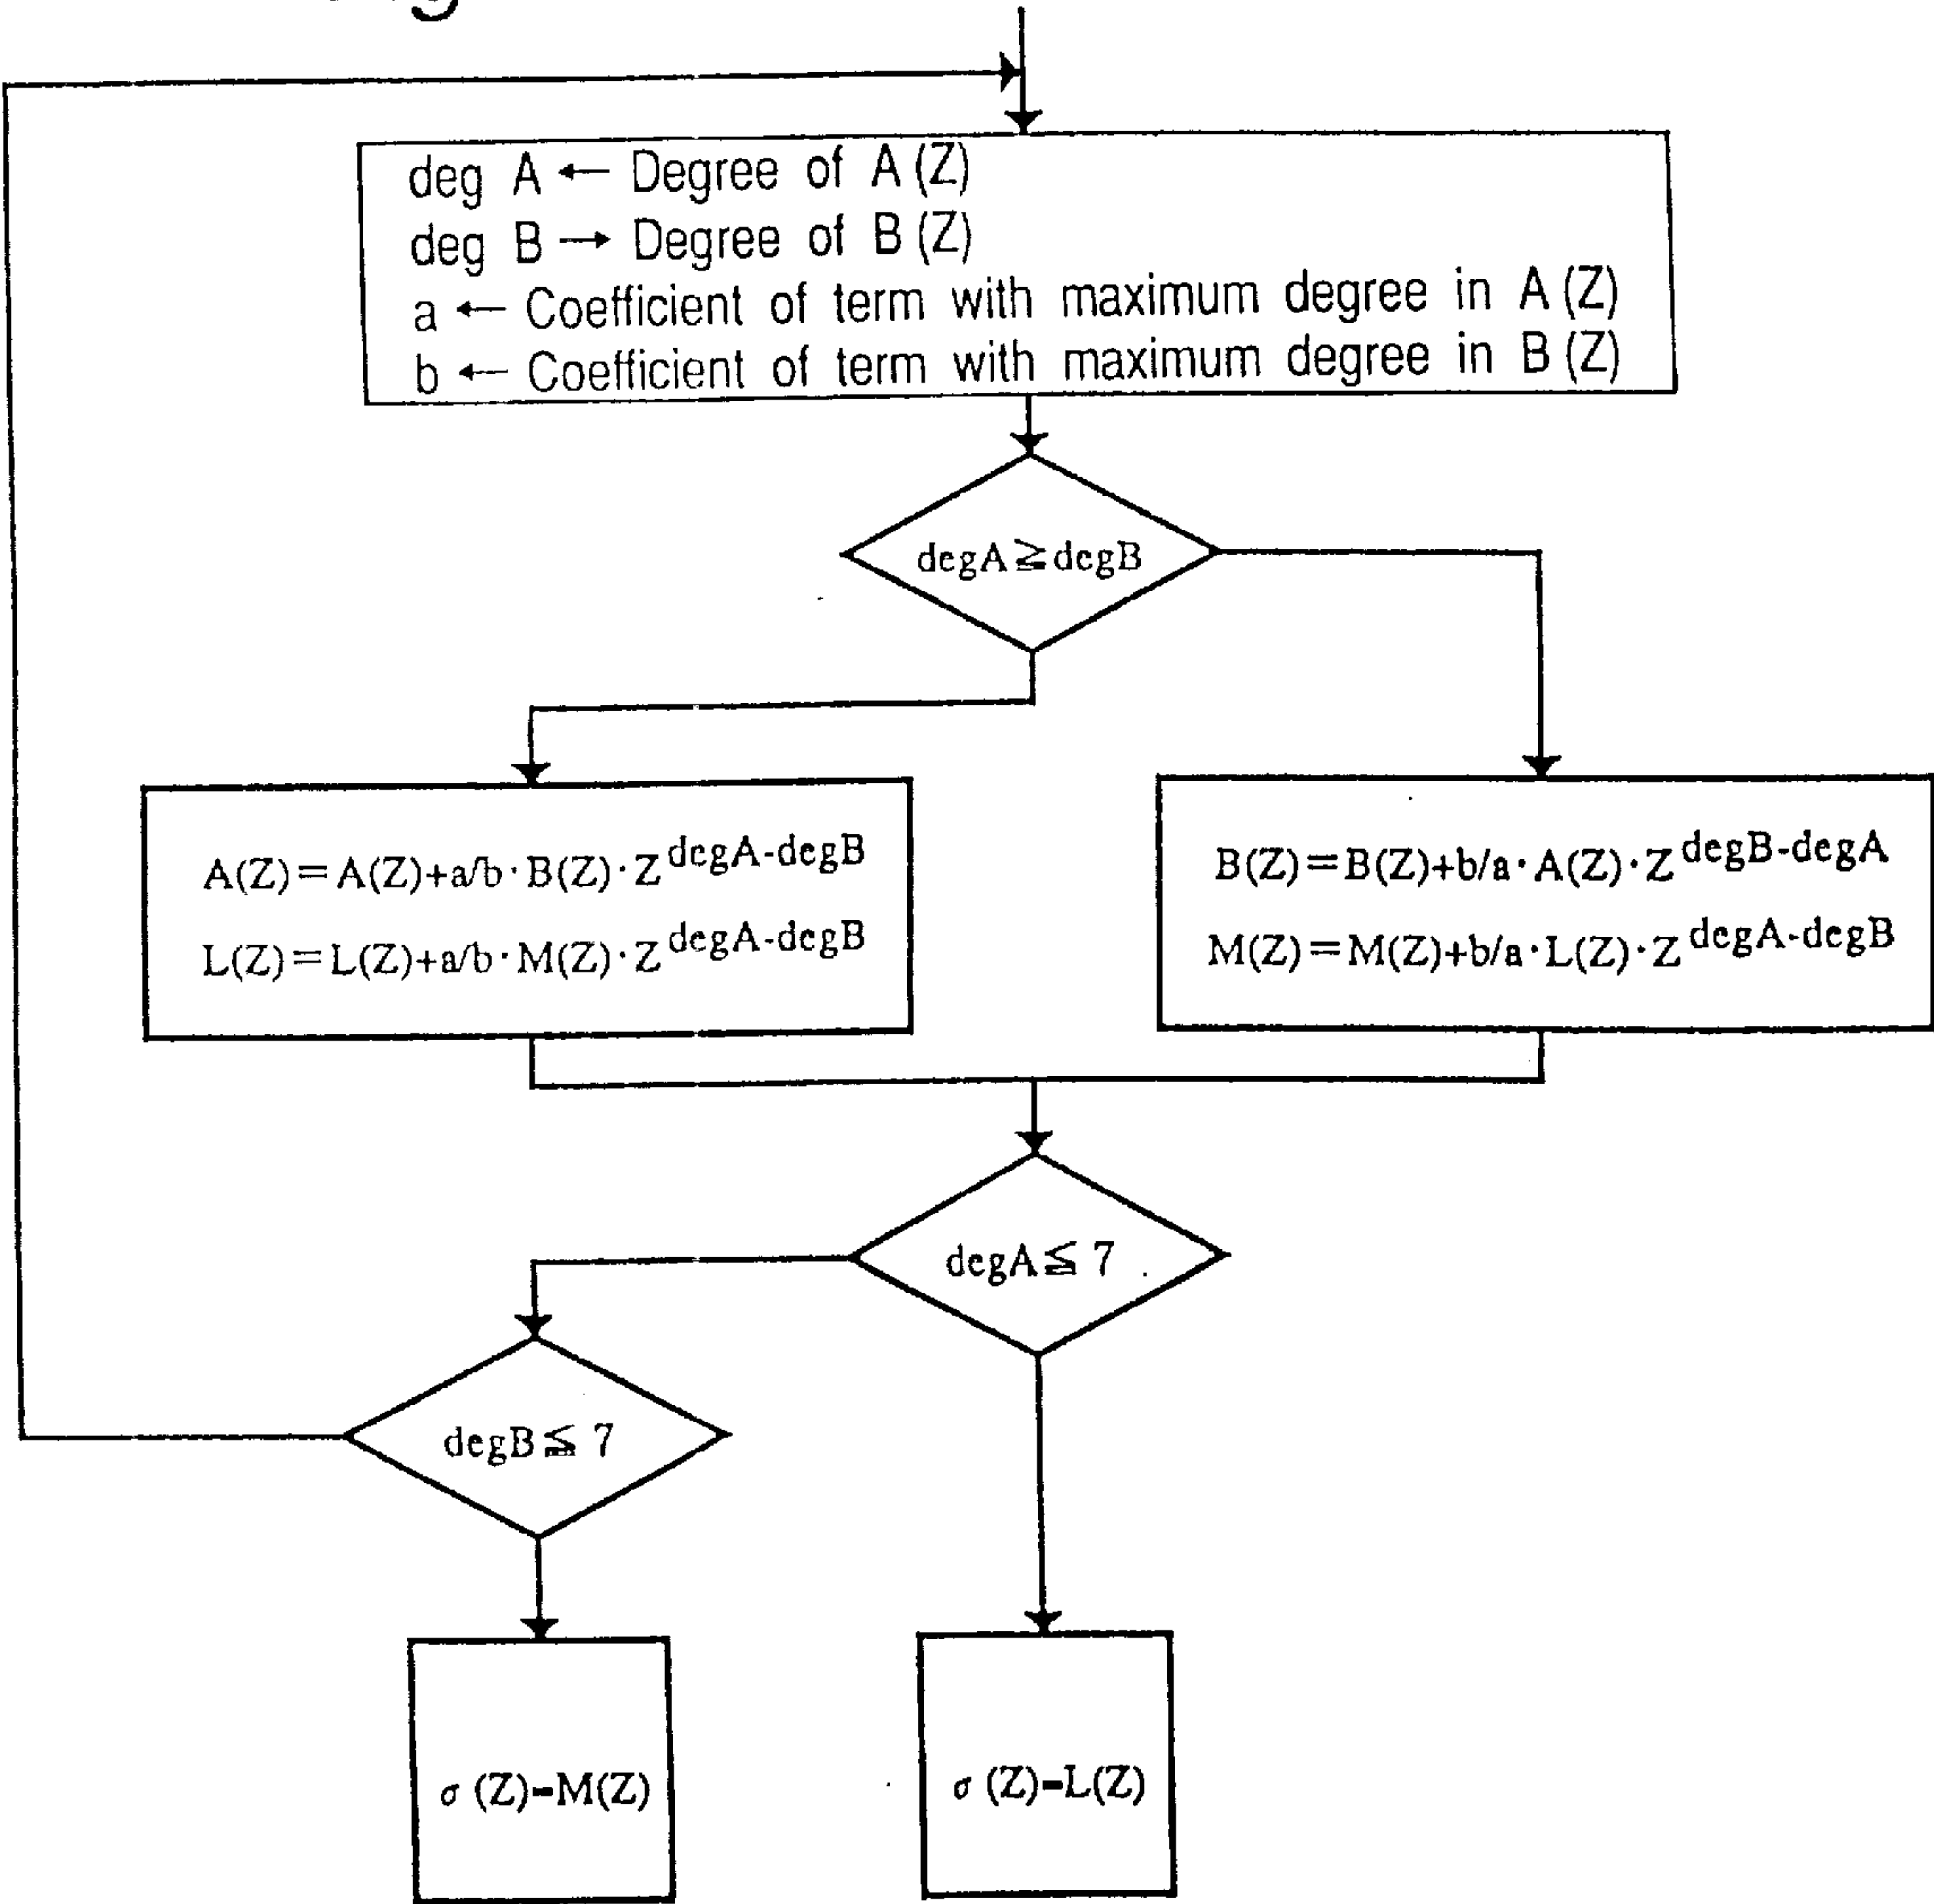 deg A ← Degree of A(Z)
deg B → Degree of B(Z)
a ← Coefficient of term with maximum degree in A(Z)
b ← Coefficient of term with maximum degree in B(Z)
degA≧degB
A(Z)=A(Z)+a/b·B(Z)·Z^degA-degB
L(Z)=L(Z)+a/b·M(Z)·Z^degA-degB
B(Z)=B(Z)+b/a·A(Z)·Z^degB-degA
M(Z)=M(Z)+b/a·L(Z)·Z^degA-degB
degA≦7
degB≦7
σ(Z)=M(Z)
σ(Z)=L(Z)